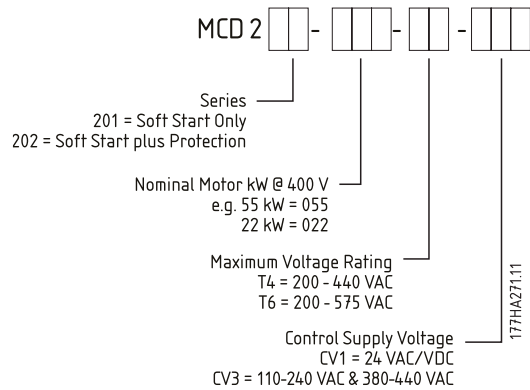 MCD 2 - - -
Series
201 = Soft Start Only
202 = Soft Start plus Protection
Nominal Motor kW @ 400 V
e.g. 55 kW = 055
22 kW = 022
Maximum Voltage Rating
T4 = 200 - 440 VAC
T6 = 200 - 575 VAC
Control Supply Voltage
CV1 = 24 VAC/VDC
CV3 = 110-240 VAC & 380-440 VAC
177HA271.11